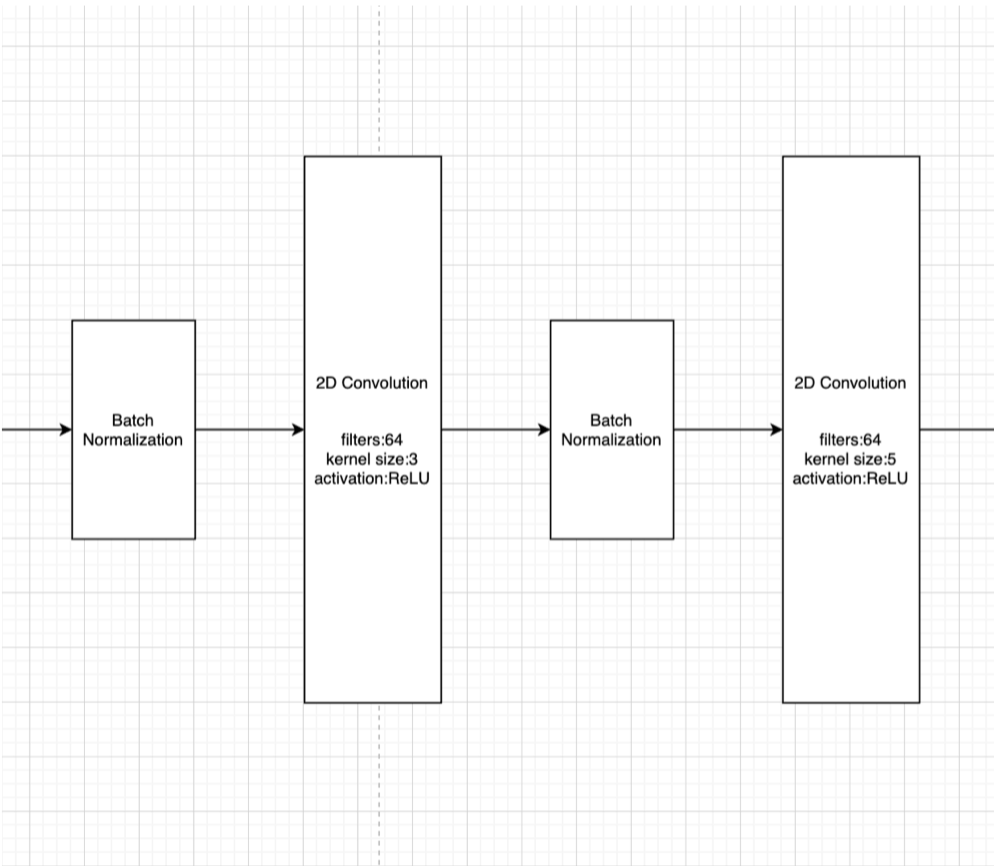 Batch
Normalization
2D Convolution
filters:64
kernel size:3
activation:ReLU
Batch
Normalization
2D Convolution
filters:64
kernel size:5
activation:ReLU